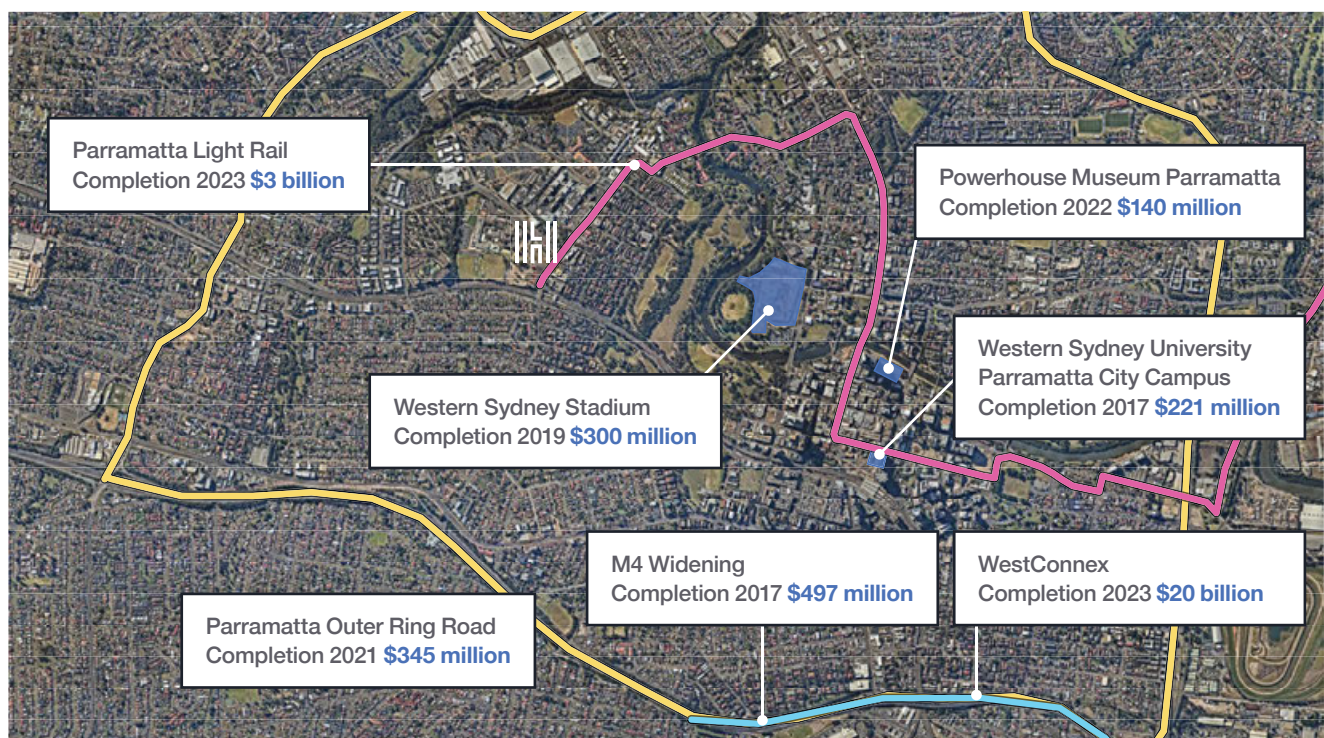 Parramatta Light Rail
Completion 2023 $3 billion
Powerhouse Museum Parramatta
Completion 2022 $140 million
Western Sydney University
Parramatta City Campus
Completion 2017 $221 million
Western Sydney Stadium
Completion 2019 $300 million
M4 Widening
Completion 2017 $497 million
WestConnex
Completion 2023 $20 billion
Parramatta Outer Ring Road
Completion 2021 $345 million